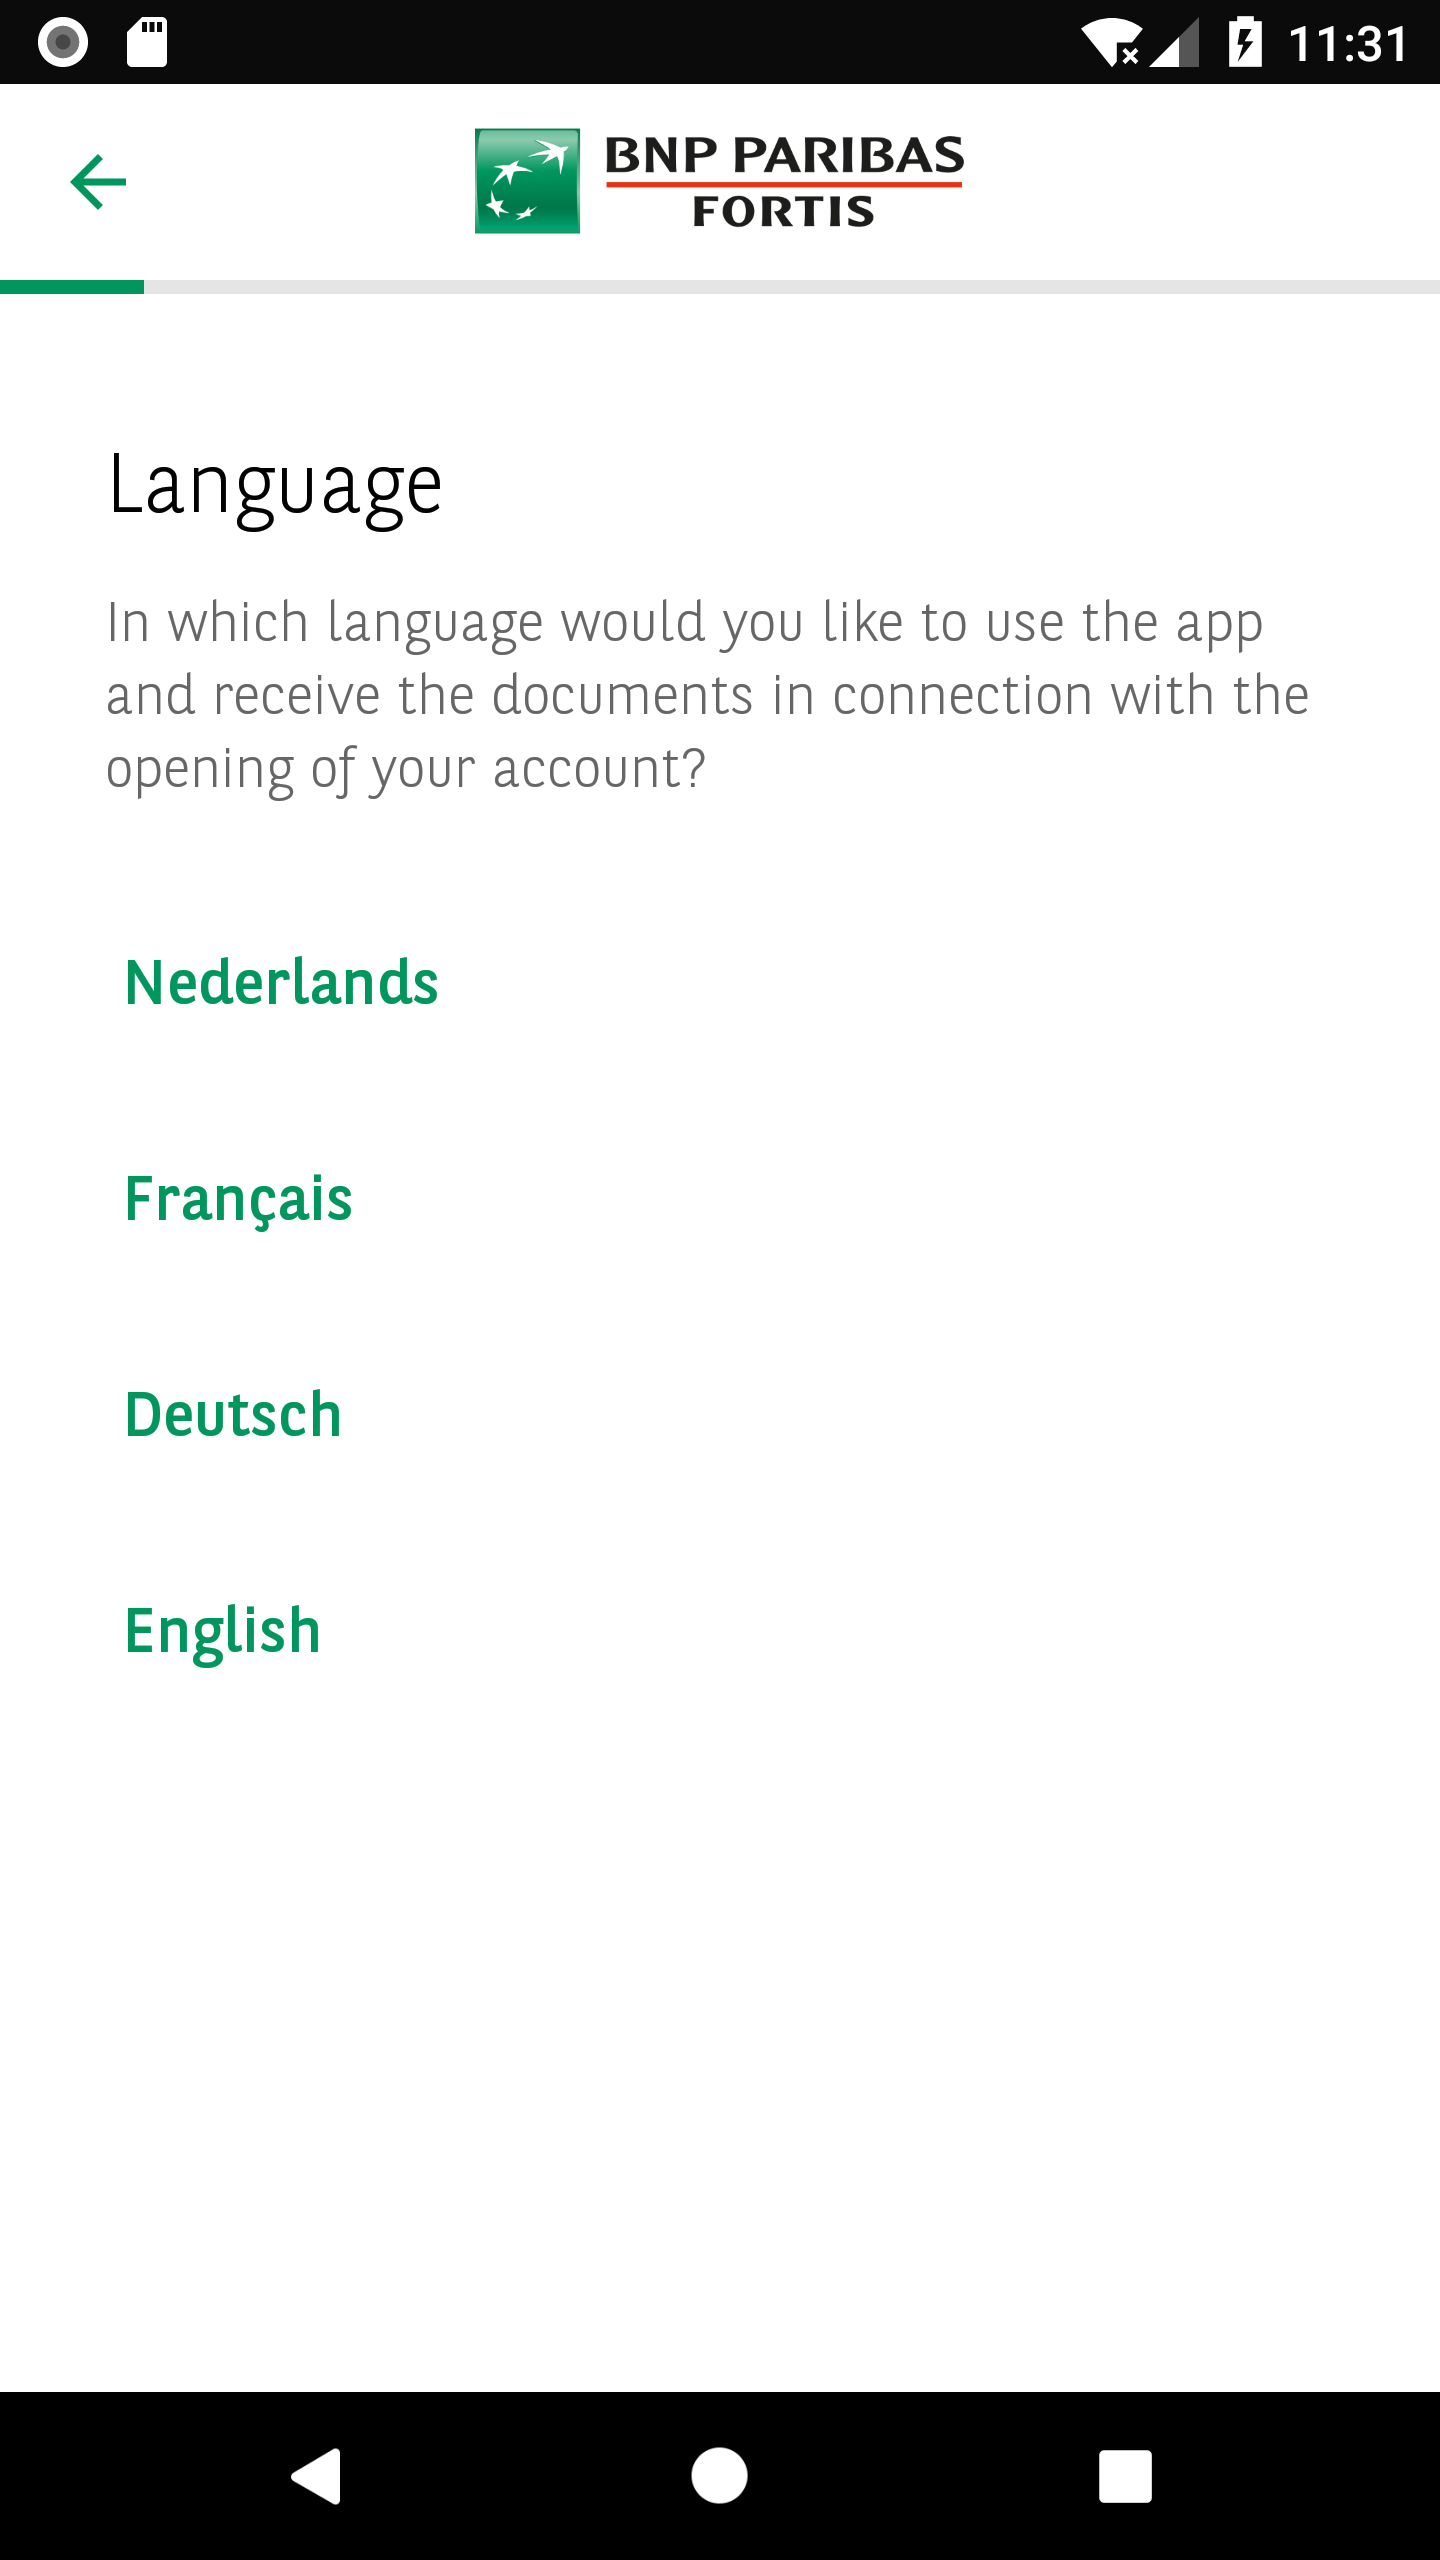 11:31
BNP PARIBAS
FORTIS
Language
In which language would you like to use the app
and receive the documents in connection with the
opening of your account?
Nederlands
Français
Deutsch
English